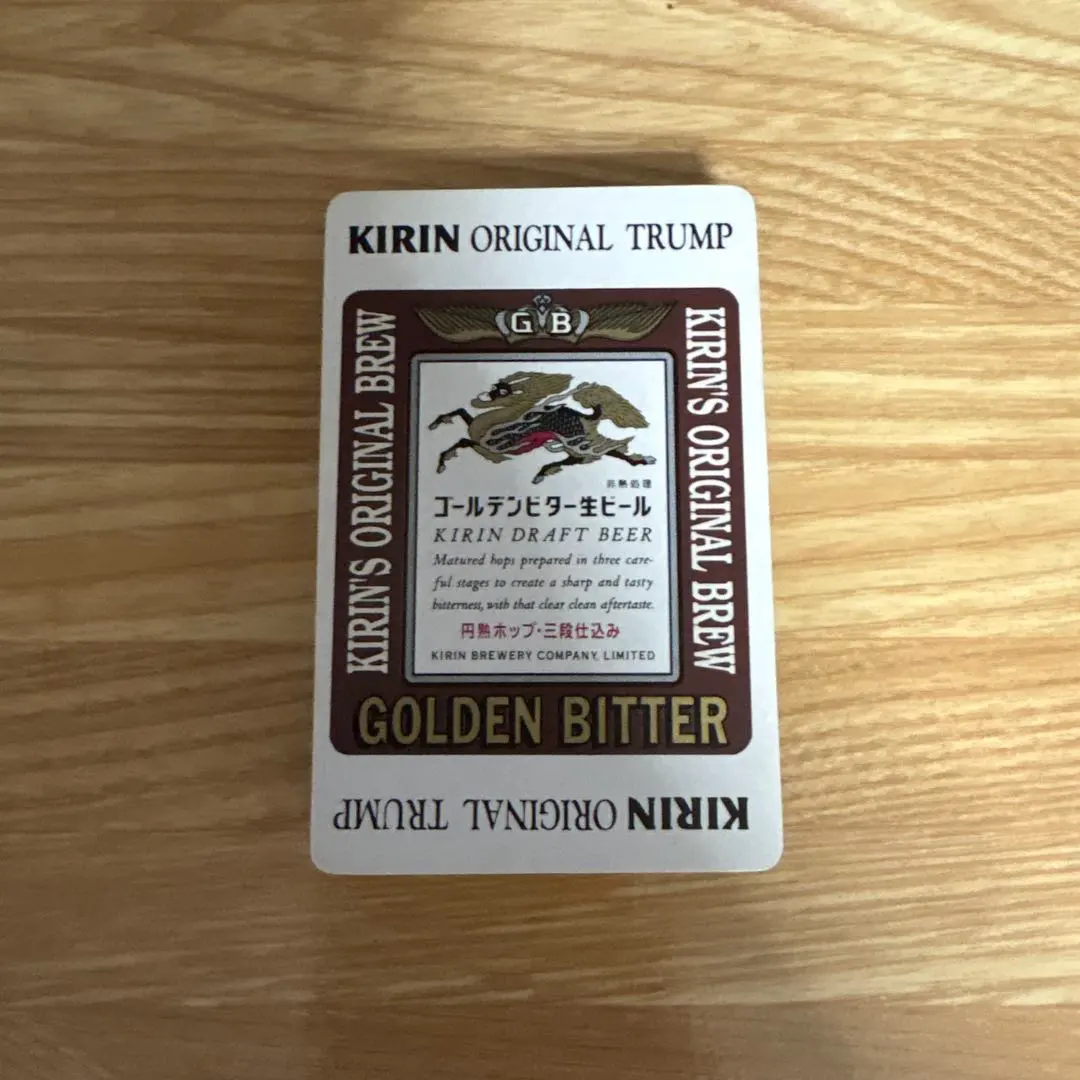 KIRIN ORIGINAL TRUMP
G B
KIRIN'S ORIGINAL BREW
KIRIN'S ORIGINAL BREW
非熱処理
ゴールデンビター生ビール
KIRIN DRAFT BEER
Matured hops prepared in three care-
ful stages to create a sharp and tasty
bitterness, with that clear clean aftertaste.
円熟ホップ・三段仕込み
KIRIN BREWERY COMPANY, LIMITED
GOLDEN BITTER
KIRIN ORIGINAL TRUMP